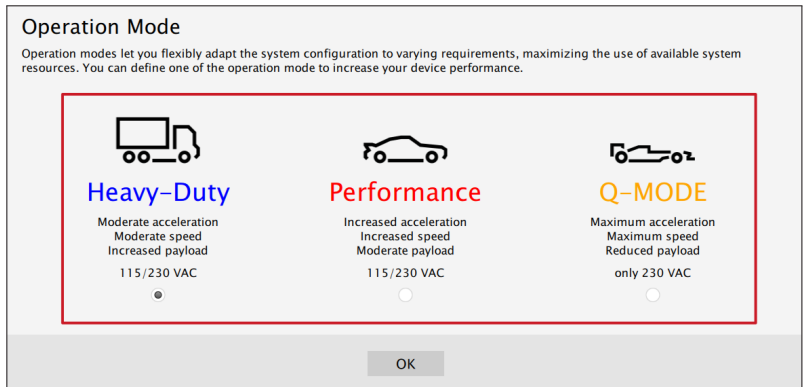 Operation Mode
Operation modes let you flexibly adapt the system configuration to varying requirements, maximizing the use of available system
resources. You can define one of the operation mode to increase your device performance.
Heavy-Duty
Moderate acceleration
Moderate speed
Increased payload
115/230 VAC
Performance
Increased acceleration
Increased speed
Moderate payload
115/230 VAC
Q-MODE
Maximum acceleration
Maximum speed
Reduced payload
only 230 VAC
OK